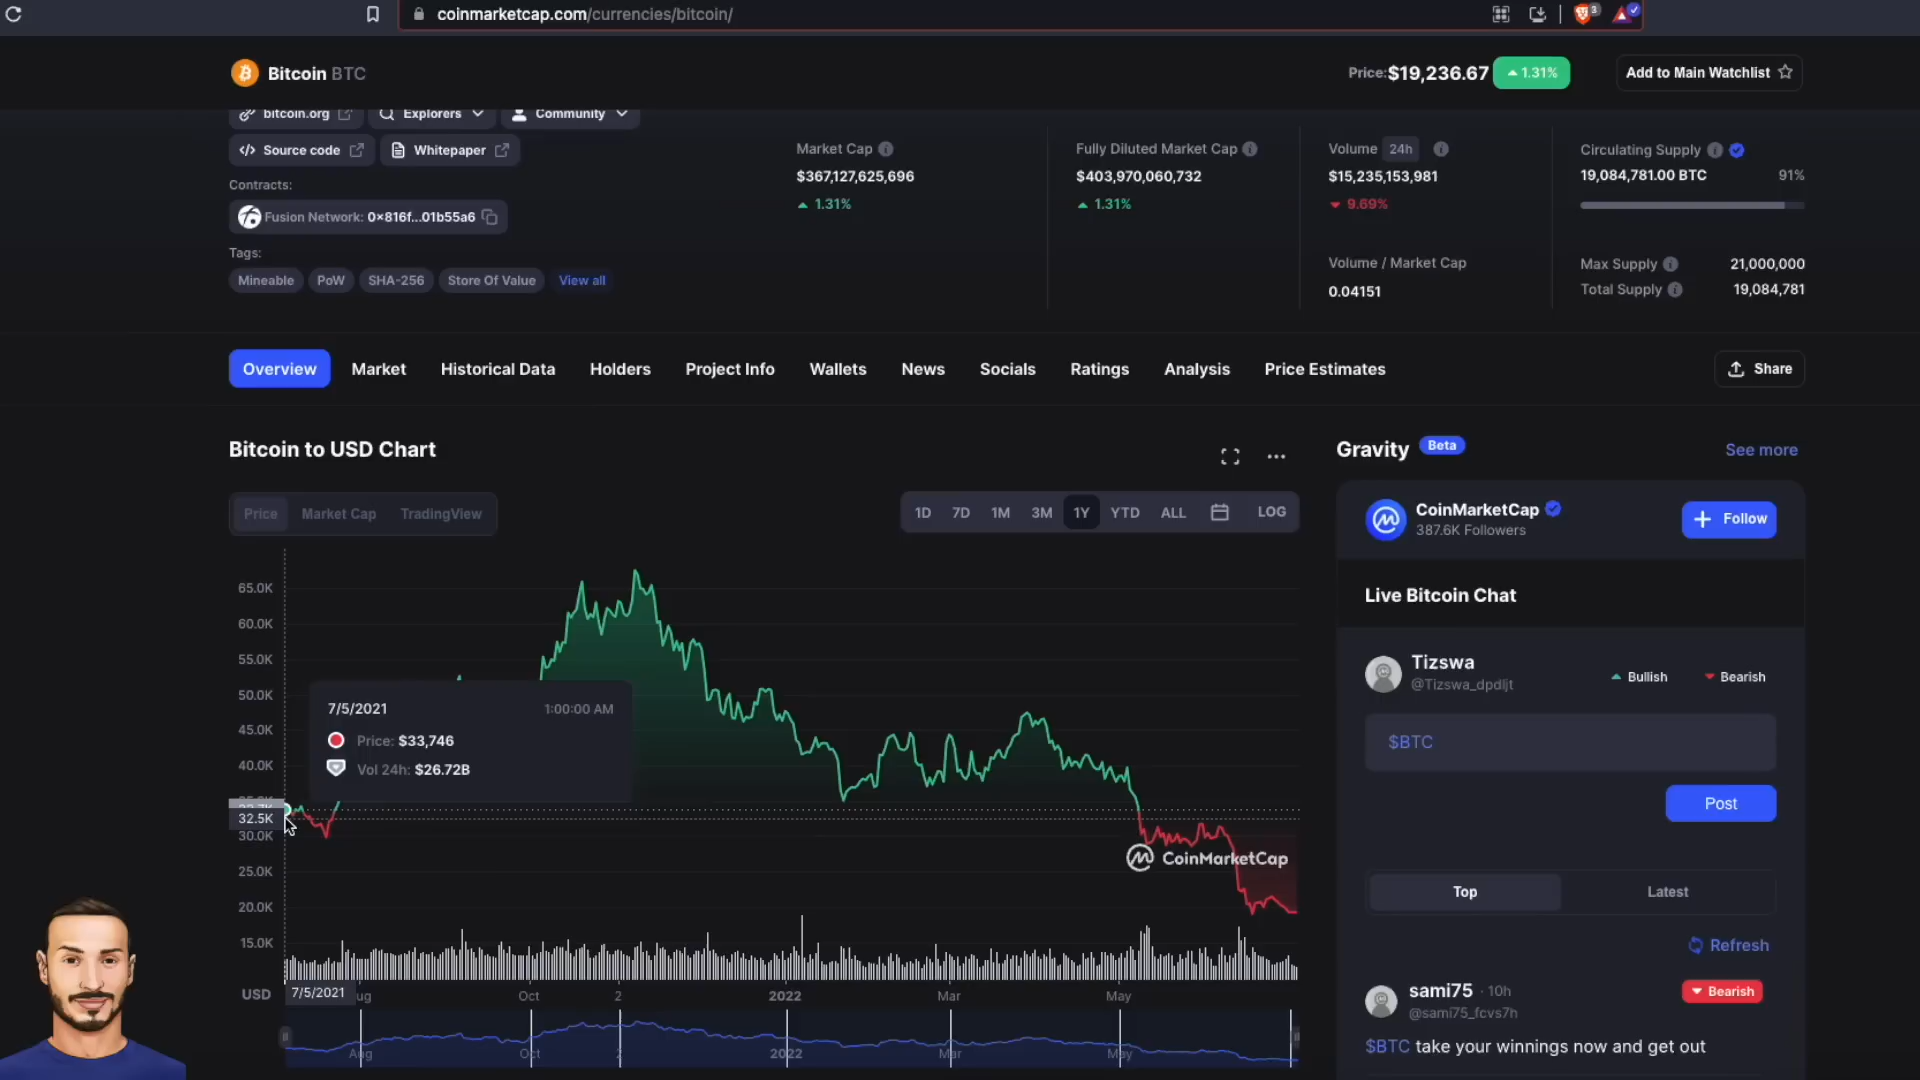 coinmarketcap.com/currencies/bitcoin/
3
Bitcoin BTC
Price:$19,236.67
1.31%
Add to Main Watchlist
bitcoin.org
Explorers
Community
Source code
Whitepaper
Market Cap
$367,127,625,696
1.31%
Fully Diluted Market Cap
$403,970,060,732
1.31%
Volume 24h
$15,235,153,981
9.69%
Volume / Market Cap
0.04151
Circulating Supply
19,084,781.00 BTC
91%
Max Supply
21,000,000
Total Supply
19,084,781
Contracts:
Fusion Network: 0x816f...01b55a6
Tags:
Mineable
PoW
SHA-256
Store Of Value
View all
Overview
Market
Historical Data
Holders
Project Info
Wallets
News
Socials
Ratings
Analysis
Price Estimates
Share
Bitcoin to USD Chart
Price
Market Cap
TradingView
1D
7D
1M
3M
1Y
YTD
ALL
LOG
65.0K
60.0K
55.0K
50.0K
45.0K
40.0K
32.5K
30.0K
25.0K
20.0K
15.0K
7/5/2021
1:00:00 AM
Price: $33,746
Vol 24h: $26.72B
CoinMarketCap
USD
7/5/2021
ug
Oct
2
2022
Mar
May
Aug
Oct
2
2022
Mar
May
Gravity
Beta
See more
CoinMarketCap
387.6K Followers
Follow
Live Bitcoin Chat
Tizswa
@Tizswa_dpdljt
Bullish
Bearish
$BTC
Post
Top
Latest
Refresh
sami75 · 10h
@sami75_fcvs7h
Bearish
$BTC take your winnings now and get out